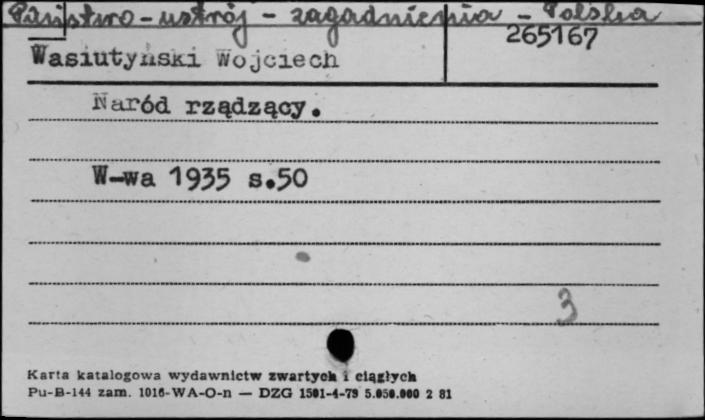 Państwo - ustrój - zagadnienia - Polska
265167
Wasiutyński Wojciech
Naród rządzący.
W-wa 1935 s.50
3
Karta katalogowa wydawnictw zwartych i ciągłych
Pu-B-144 zam. 1016-WA-O-n — DZG 1501-4-79 5.050.000 2 81